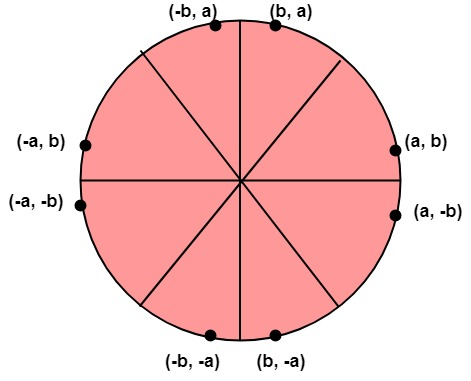 (-b, a) (b, a)
(-a, b) (a, b)
(-a, -b) (a, -b)
(-b, -a) (b, -a)